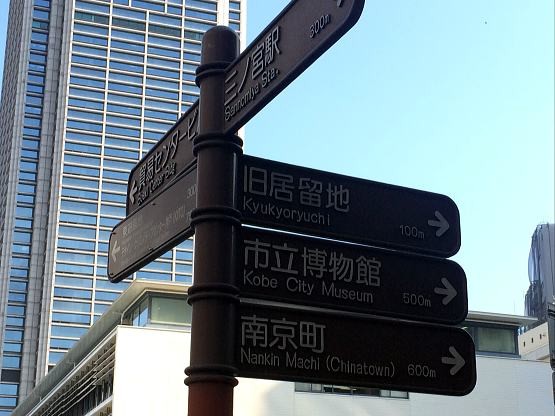 三ノ宮駅
Sannomiya Sta.
300m
旧居留地
Kyukyoryuchi
100m
市立博物館
Kobe City Museum
500m
南京町
Nankin Machi (Chinatown)
600m